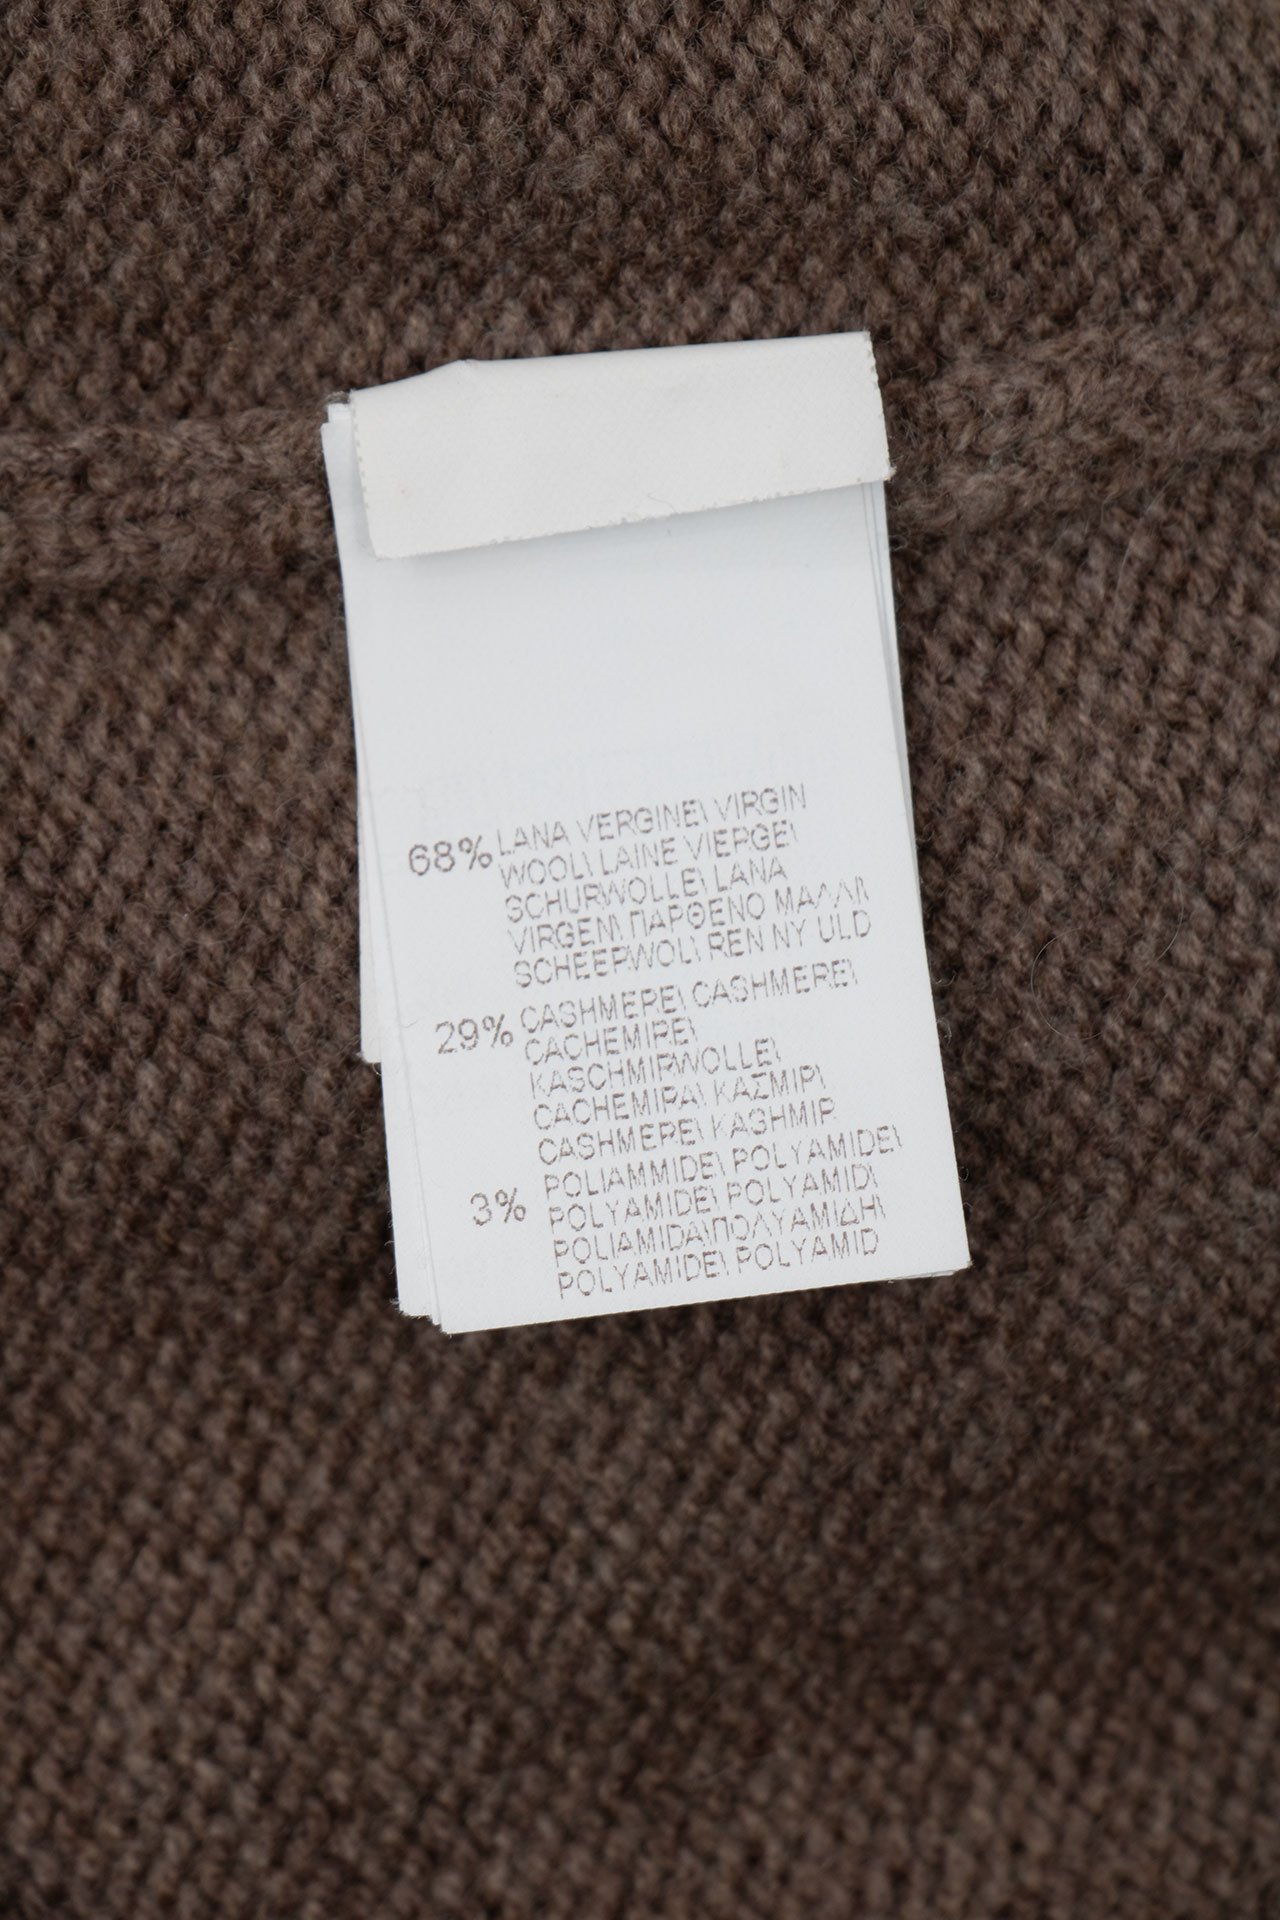 68% LANA VERGINE\ VIRGIN
WOOL\ LAINE VIERGE\
SCHURWOLLE\ LANA
VIRGEN\ ΠΑΡΘΕΝΟ ΜΑΛΛΙ\
SCHEERWOL\ REN NY ULD
29% CASHMERE\ CASHMERE\
CACHEMIRE\
KASCHMIRWOLLE\
CACHEMIRA\ ΚΑΣΜΙΡ\
CASHMERE\ KASHMIR
3% POLIAMMIDE\ POLYAMIDE\
POLYAMIDE\ POLYAMID\
POLIAMIDA\ΠΟΛΥΑΜΙΔΗ\
POLYAMIDE\ POLYAMID